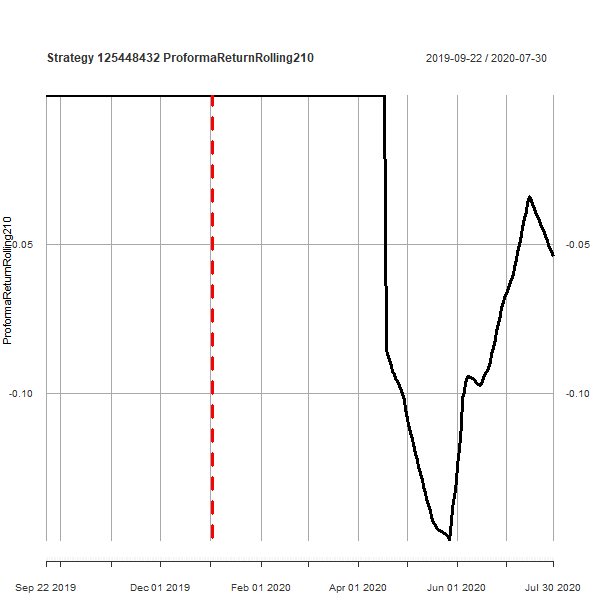 Strategy 125448432 ProformaReturnRolling210
2019-09-22 / 2020-07-30
ProformaReturnRolling210
-0.05
-0.05
-0.10
-0.10
Sep 22 2019
Dec 01 2019
Feb 01 2020
Apr 01 2020
Jun 01 2020
Jul 30 2020